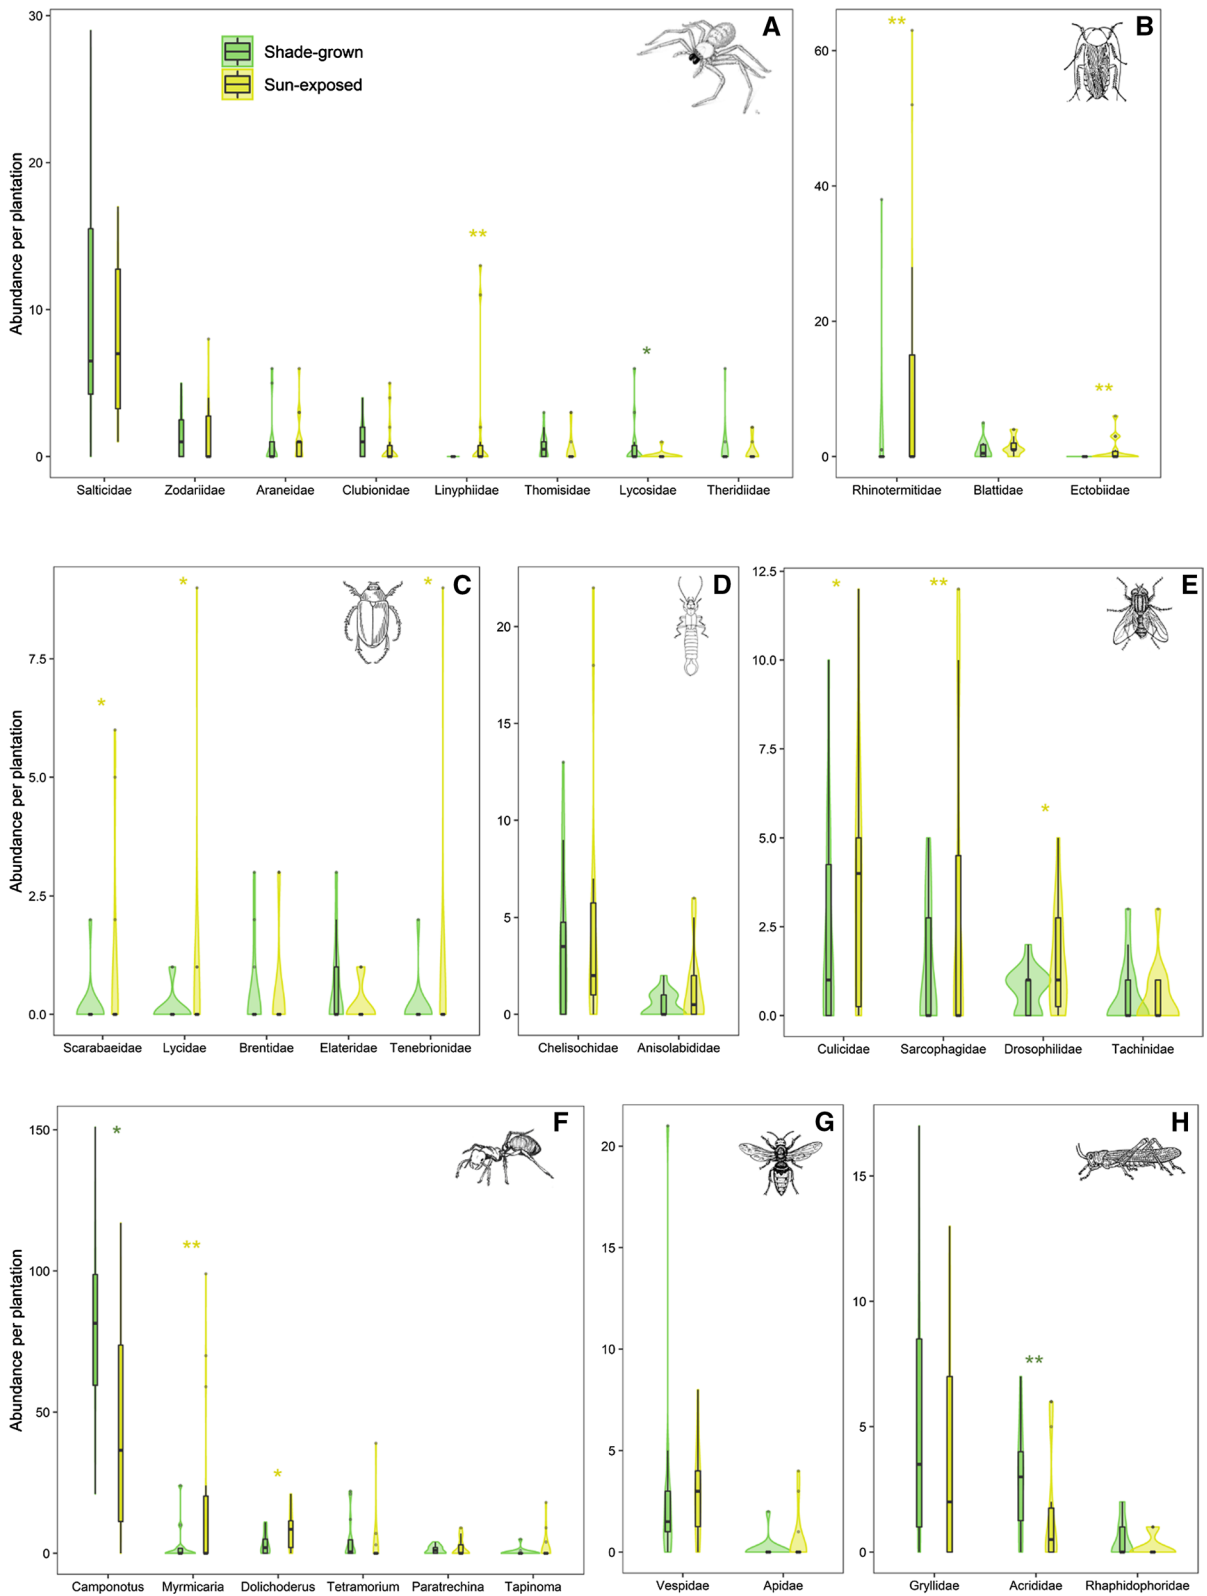 A
Shade-grown
Sun-exposed
Abundance per plantation
30
20
10
0
**
*
Salticidae Zodariidae Araneidae Clubionidae Linyphiidae Thomisidae Lycosidae Theridiidae
B
**
60
40
20
0
**
Rhinotermitidae Blattidae Ectobiidae
C
Abundance per plantation
7.5
5.0
2.5
0.0
*
*
*
Scarabaeidae Lycidae Brentidae Elateridae Tenebrionidae
D
20
15
10
5
0
Chelisochidae Anisolabididae
E
12.5
10.0
7.5
5.0
2.5
0.0
*
**
*
Culicidae Sarcophagidae Drosophilidae Tachinidae
F
Abundance per plantation
150
100
50
0
*
**
*
Camponotus Myrmicaria Dolichoderus Tetramorium Paratrechina Tapinoma
G
20
15
10
5
0
Vespidae Apidae
H
15
10
5
0
**
Gryllidae Acrididae Rhaphidophoridae